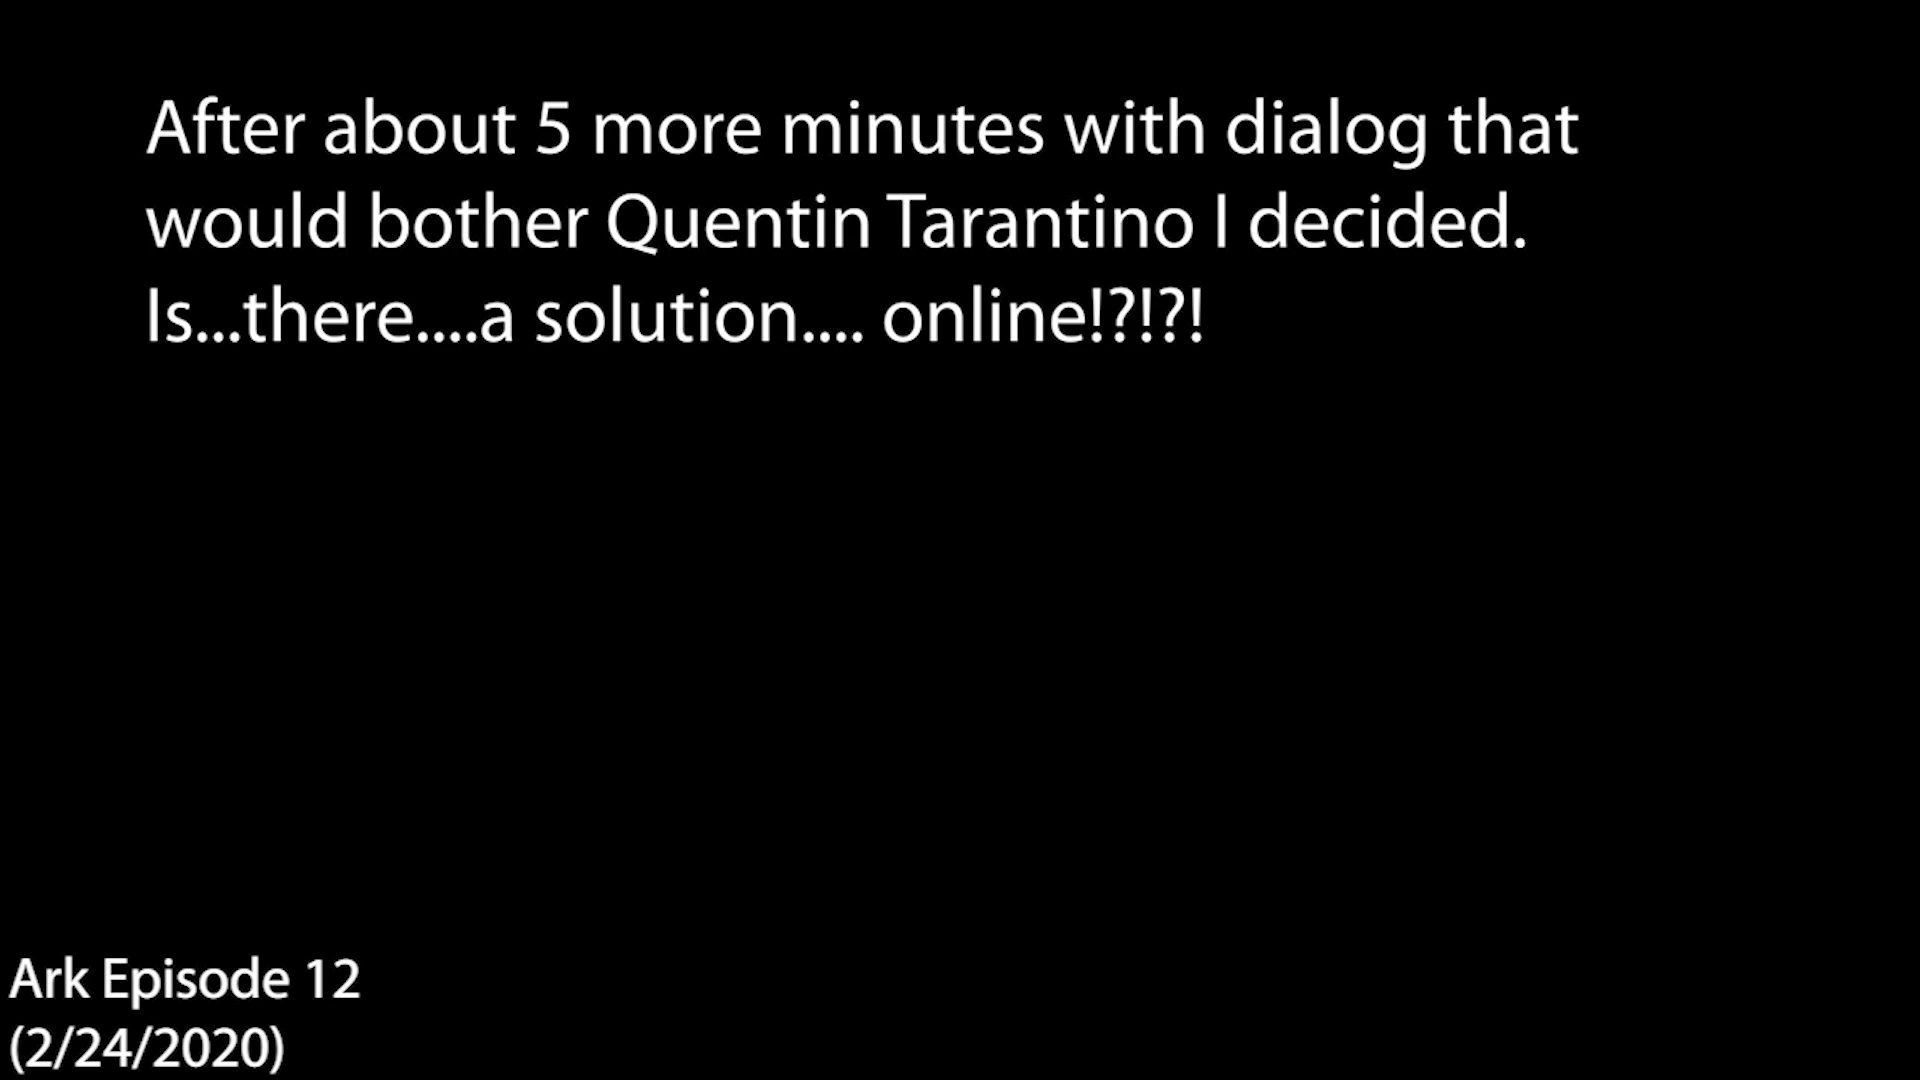 After about 5 more minutes with dialog that
would bother Quentin Tarantino I decided.
Is...there....a solution.... online!?!?!
Ark Episode 12
(2/24/2020)